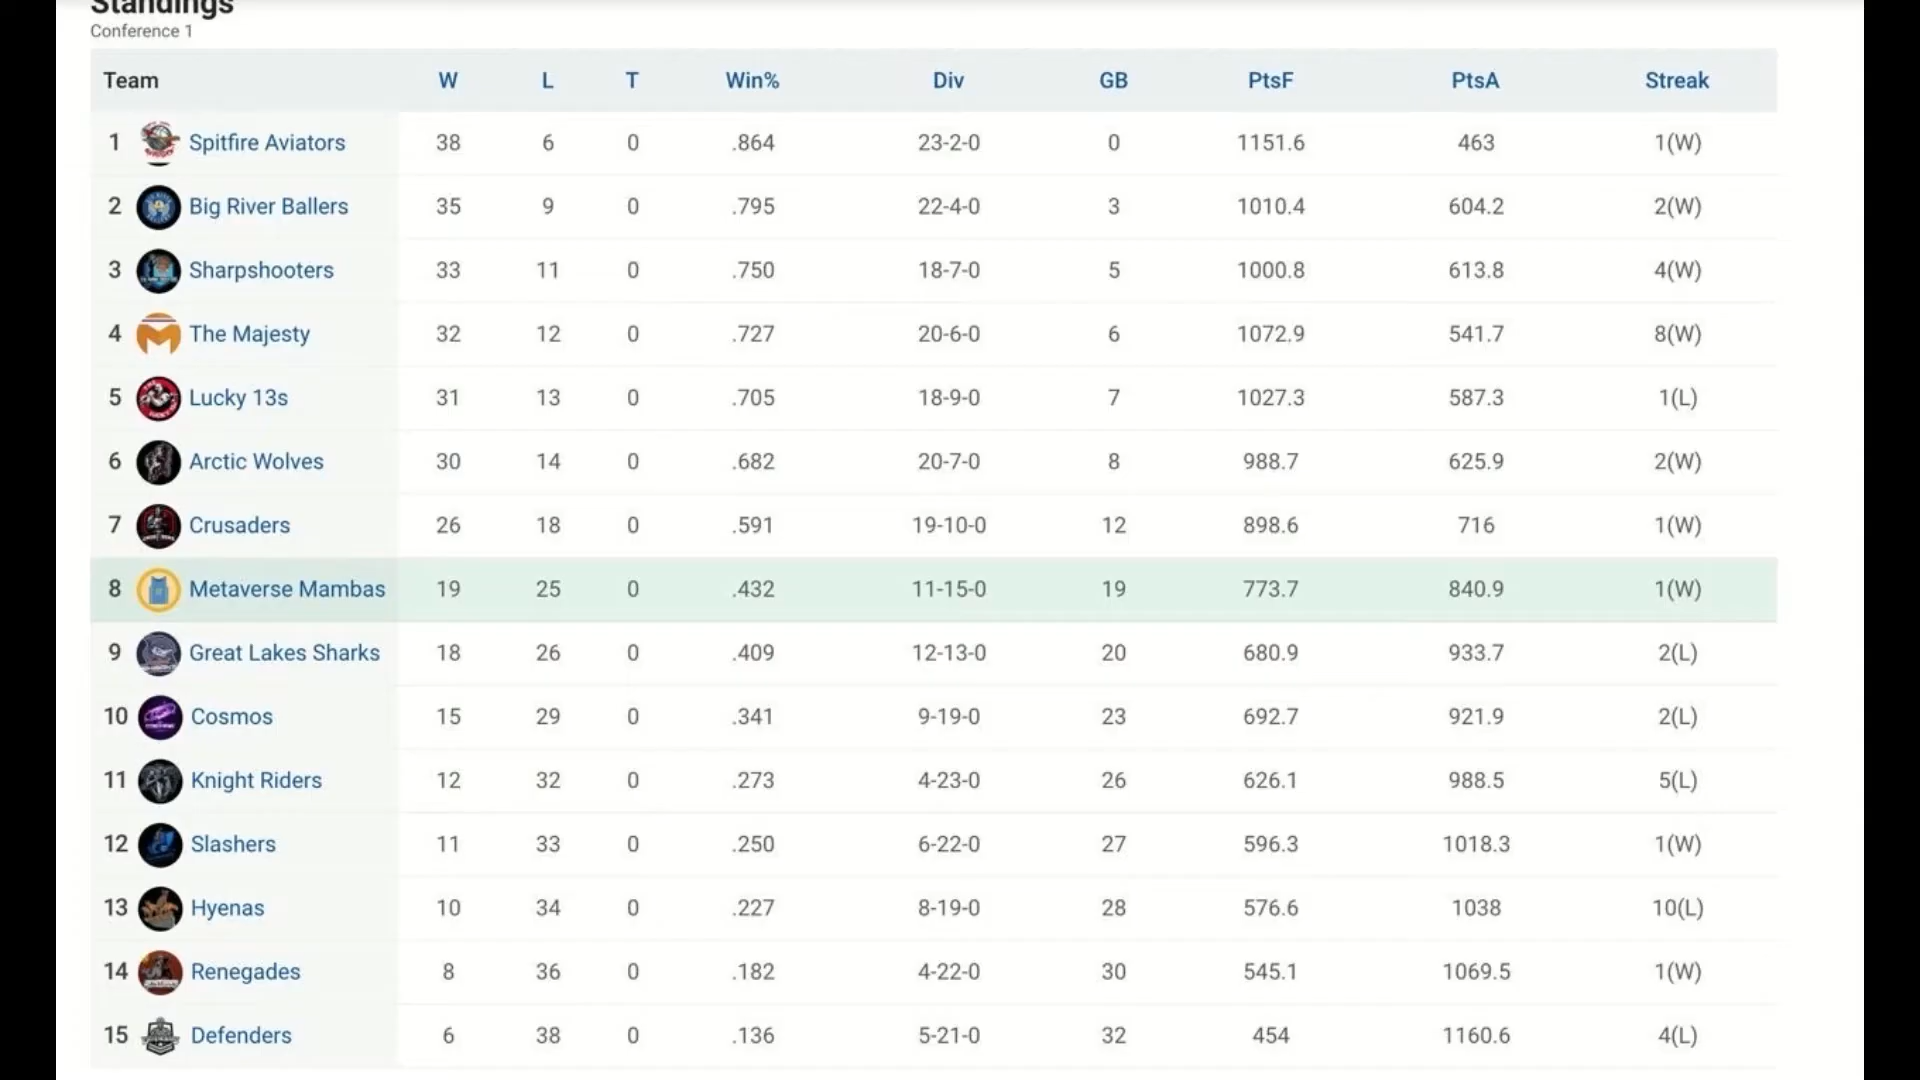 Standings
Conference 1
Team W L T Win% Div GB PtsF PtsA Streak
1 Spitfire Aviators 38 6 0 .864 23-2-0 0 1151.6 463 1(W)
2 Big River Ballers 35 9 0 .795 22-4-0 3 1010.4 604.2 2(W)
3 Sharpshooters 33 11 0 .750 18-7-0 5 1000.8 613.8 4(W)
4 The Majesty 32 12 0 .727 20-6-0 6 1072.9 541.7 8(W)
5 Lucky 13s 31 13 0 .705 18-9-0 7 1027.3 587.3 1(L)
6 Arctic Wolves 30 14 0 .682 20-7-0 8 988.7 625.9 2(W)
7 Crusaders 26 18 0 .591 19-10-0 12 898.6 716 1(W)
8 Metaverse Mambas 19 25 0 .432 11-15-0 19 773.7 840.9 1(W)
9 Great Lakes Sharks 18 26 0 .409 12-13-0 20 680.9 933.7 2(L)
10 Cosmos 15 29 0 .341 9-19-0 23 692.7 921.9 2(L)
11 Knight Riders 12 32 0 .273 4-23-0 26 626.1 988.5 5(L)
12 Slashers 11 33 0 .250 6-22-0 27 596.3 1018.3 1(W)
13 Hyenas 10 34 0 .227 8-19-0 28 576.6 1038 10(L)
14 Renegades 8 36 0 .182 4-22-0 30 545.1 1069.5 1(W)
15 Defenders 6 38 0 .136 5-21-0 32 454 1160.6 4(L)